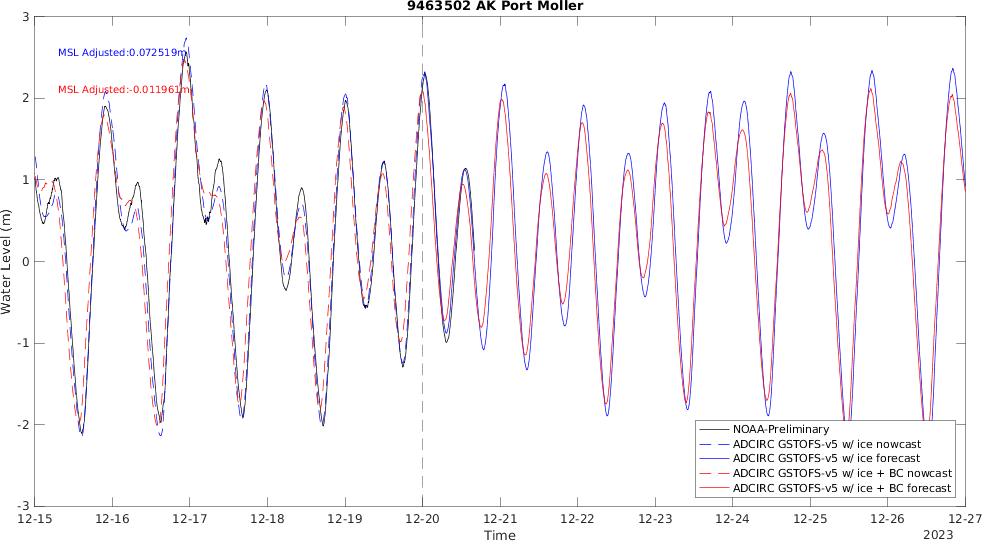 9463502 AK Port Moller
MSL Adjusted:0.072519m
MSL Adjusted:-0.011961m
3
2
1
0
-1
-2
-3
Water Level (m)
NOAA-Preliminary
ADCIRC GSTOFS-v5 w/ ice nowcast
ADCIRC GSTOFS-v5 w/ ice forecast
ADCIRC GSTOFS-v5 w/ ice + BC nowcast
ADCIRC GSTOFS-v5 w/ ice + BC forecast
12-15 12-16 12-17 12-18 12-19 12-20 12-21 12-22 12-23 12-24 12-25 12-26 12-27
Time
2023